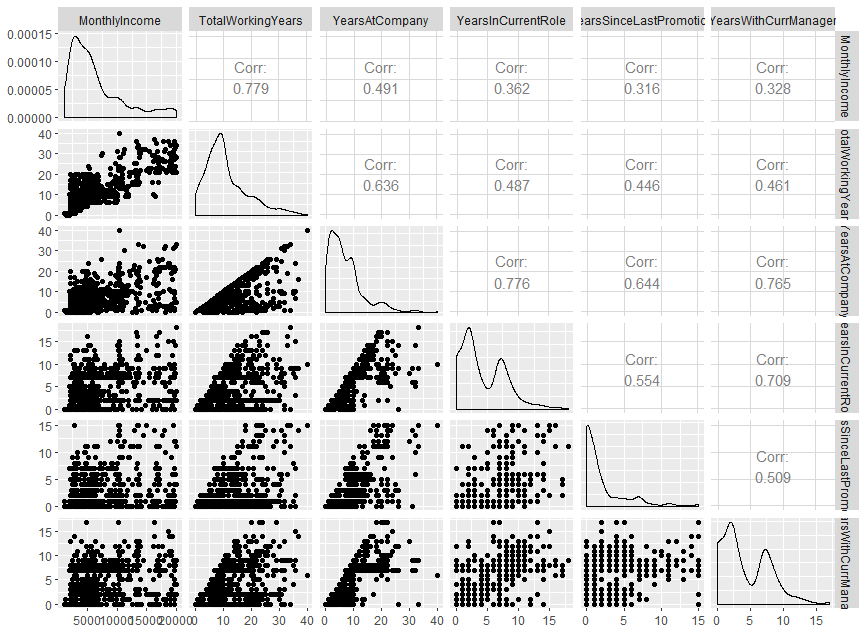 MonthlyIncome TotalWorkingYears YearsAtCompany YearsInCurrentRole earsSinceLastPromotio YearsWithCurrManager
0.00015
0.00010
0.00005
0.00000
Corr:
0.779
Corr:
0.491
Corr:
0.362
Corr:
0.316
Corr:
0.328
MonthlyIncome
40
30
20
10
0
Corr:
0.636
Corr:
0.487
Corr:
0.446
Corr:
0.461
otalWorkingYear
40
30
20
10
0
Corr:
0.776
Corr:
0.644
Corr:
0.765
YearsAtCompany
15
10
5
0
Corr:
0.554
Corr:
0.709
earsInCurrentRo
15
10
5
0
Corr:
0.509
sSinceLastProm
15
10
5
0
rsWithCurrMana
5000 10000 15000 20000 0 10 20 30 40 0 10 20 30 40 0 5 10 15 0 5 10 15 0 5 10 15